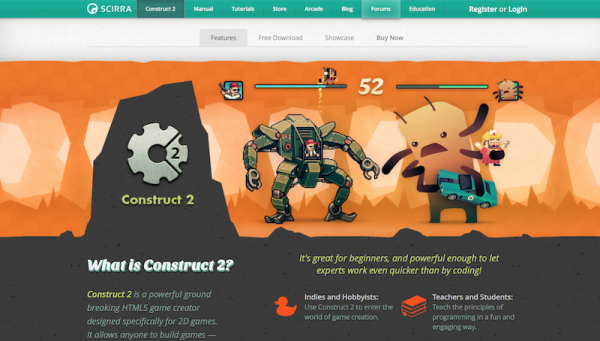 SCIRRA Construct 2 Manual Tutorials Store Arcade Blog Forums Education Register or Login
Features Free Download Showcase Buy Now
52
2
Construct 2
What is Construct 2?
Construct 2 is a powerful ground
breaking HTML5 game creator
designed specifically for 2D games.
It allows anyone to build games —
It's great for beginners, and powerful enough to let
experts work even quicker than by coding!
Indies and Hobbyists:
Use Construct 2 to enter the
world of game creation.
Teachers and Students:
Teach the principles of
programming in a fun and
engaging way.